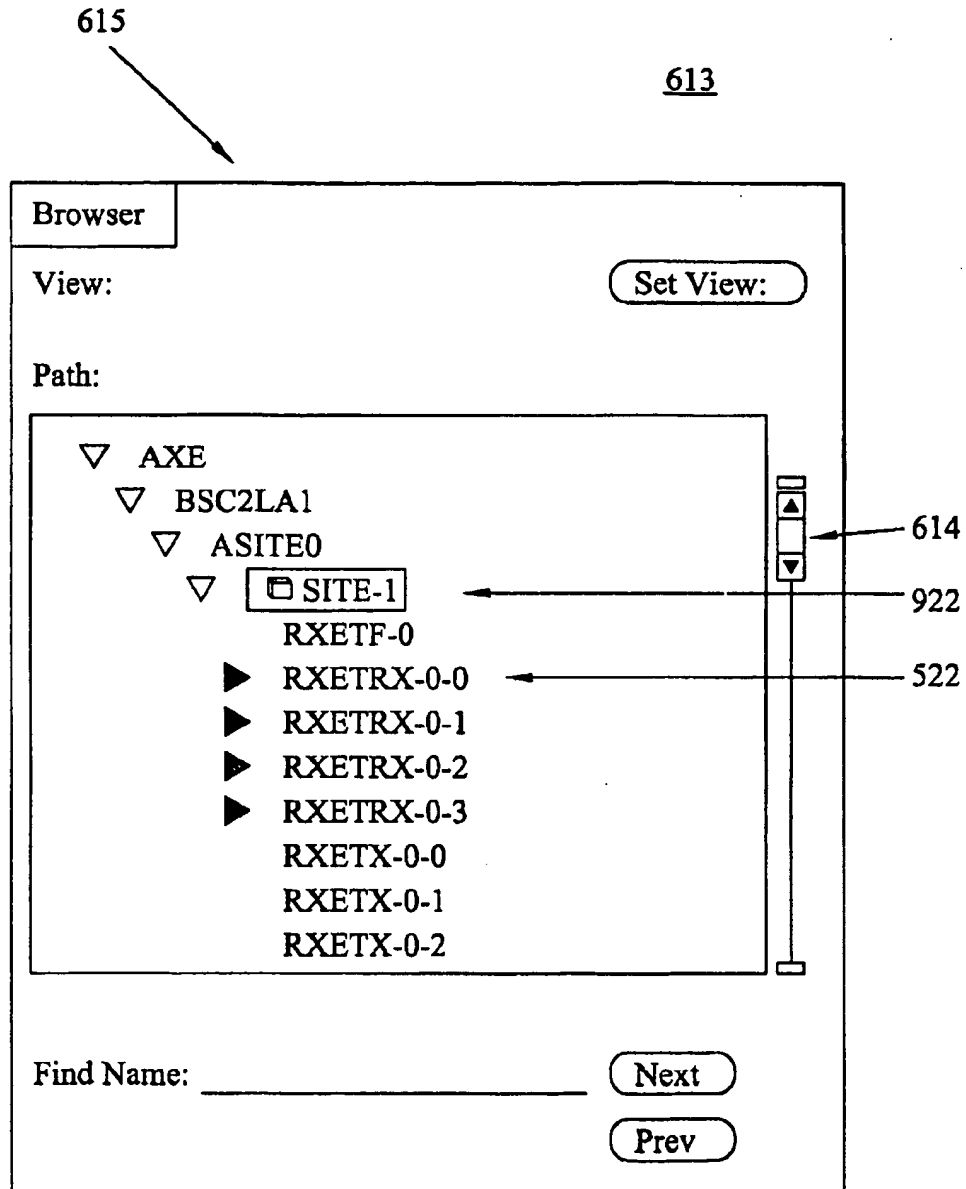 615
613
Browser
View:
Set View:
Path:
AXE
BSC2LA1
ASITE0
614
SITE-1
922
RXETF-0
RXETRX-0-0
522
RXETRX-0-1
RXETRX-0-2
RXETRX-0-3
RXETX-0-0
RXETX-0-1
RXETX-0-2
Find Name:
Next
Prev